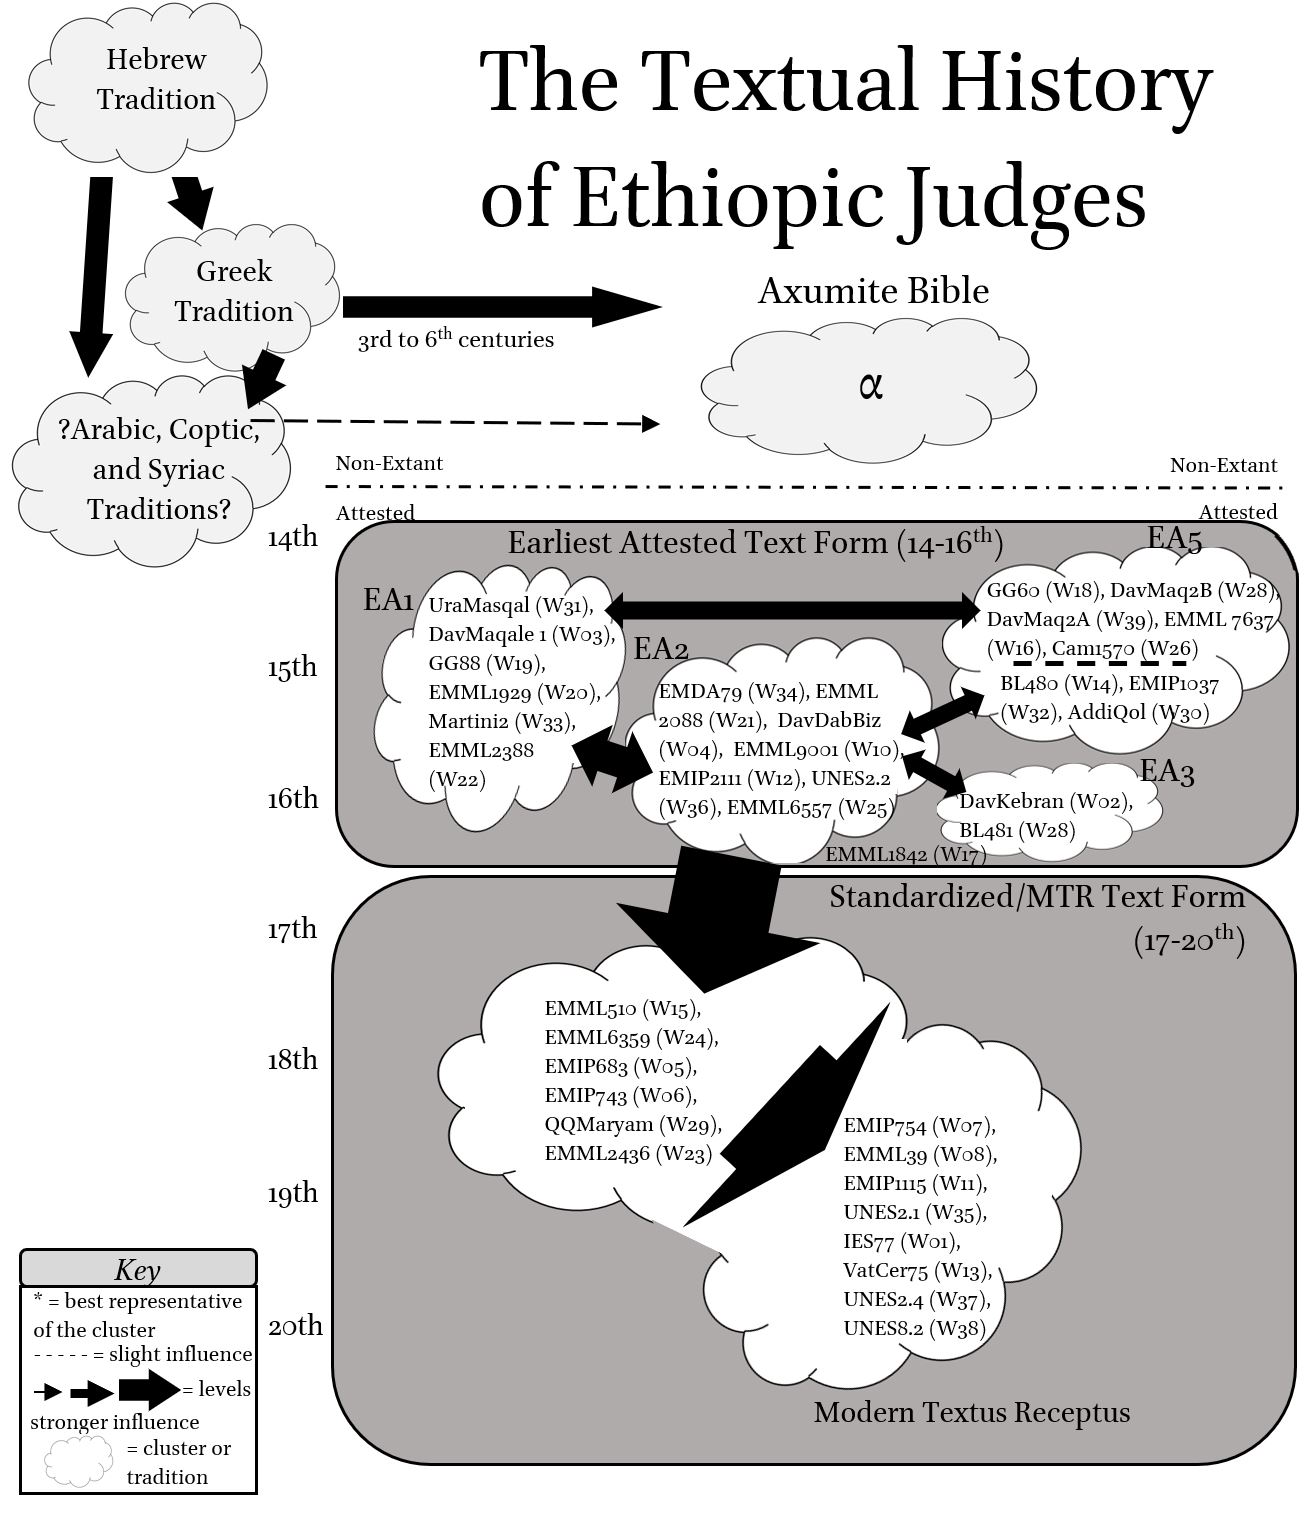 Hebrew
Tradition
The Textual History
of Ethiopic Judges
Greek
Tradition
3rd to 6th centuries
Axumite Bible
α
?Arabic, Coptic,
and Syriac
Traditions?
Non-Extant
Non-Extant
Attested
Attested
14th
15th
16th
17th
18th
19th
20th
Earliest Attested Text Form (14-16th)
EA1
UraMasqal (W31),
DavMaqale 1 (W03),
GG88 (W19),
EMML1929 (W20),
Martini2 (W33),
EMML2388
(W22)
EA2
EMDA79 (W34), EMML
2088 (W21), DavDabBiz
(W04), EMML9001 (W10),
EMIP2111 (W12), UNES2.2
(W36), EMML6557 (W25)
EA5
GG60 (W18), DavMaq2B (W28),
DavMaq2A (W39), EMML 7637
(W16), Cam1570 (W26)
BL480 (W14), EMIP1037
(W32), AddiQol (W30)
EA3
DavKebran (W02),
BL481 (W28)
EMML1842 (W17)
Standardized/MTR Text Form
(17-20th)
EMML510 (W15),
EMML6359 (W24),
EMIP683 (W05),
EMIP743 (W06),
QQMaryam (W29),
EMML2436 (W23)
EMIP754 (W07),
EMML39 (W08),
EMIP1115 (W11),
UNES2.1 (W35),
IES77 (W01),
VatCer75 (W13),
UNES2.4 (W37),
UNES8.2 (W38)
Modern Textus Receptus
Key
* = best representative
of the cluster
- - - - - = slight influence
= levels
stronger influence
= cluster or
tradition